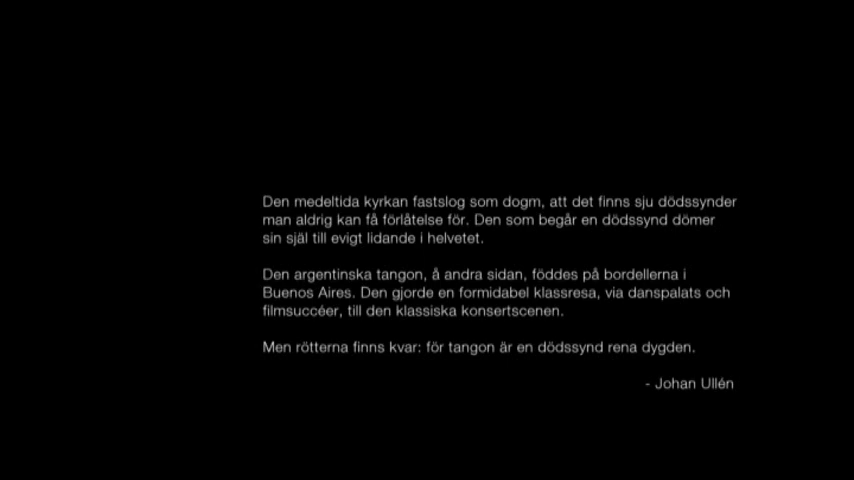 Den medeltida kyrkan fastslog som dogm, att det finns sju dödssynder
man aldrig kan få förlåtelse för. Den som begår en dödssynd dömer
sin själ till evigt lidande i helvetet.
Den argentinska tangon, å andra sidan, föddes på bordellerna i
Buenos Aires. Den gjorde en formidabel klassresa, via danspalats och
filmsuccéer, till den klassiska konsertscenen.
Men rötterna finns kvar: för tangon är en dödssynd rena dygden.
- Johan Ullén